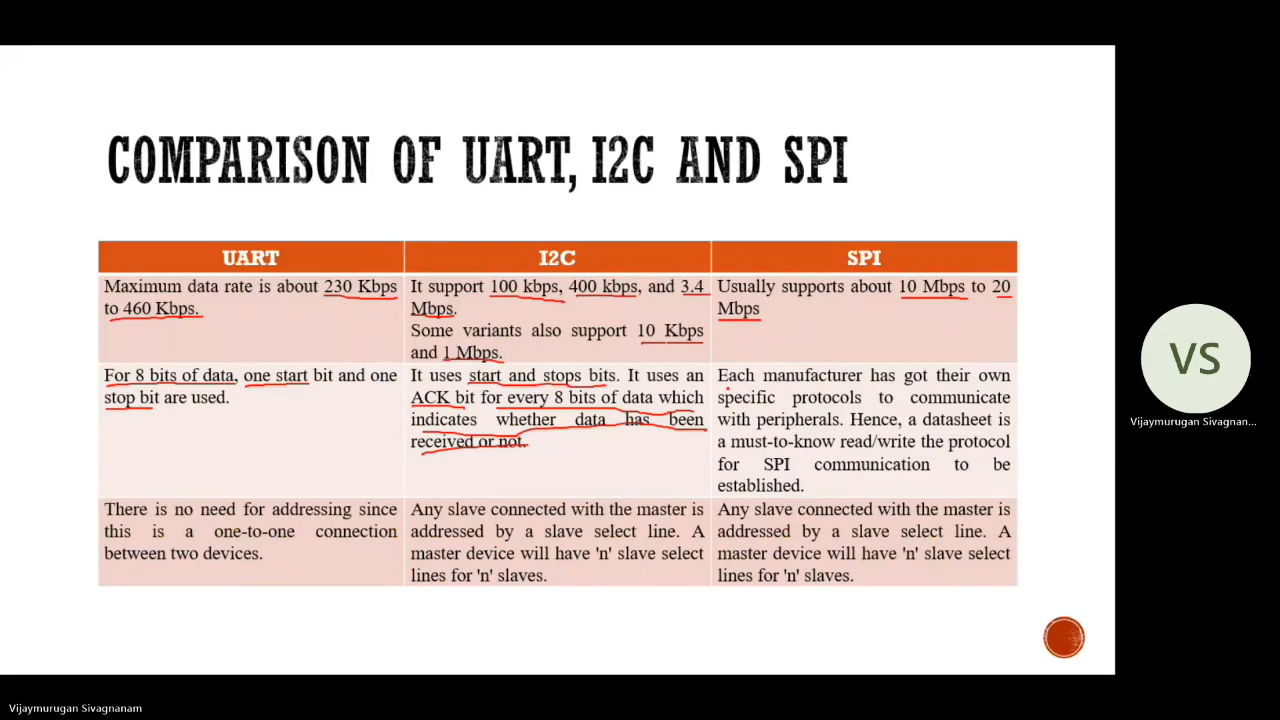 COMPARISON OF UART, I2C AND SPI
UART
Maximum data rate is about 230 Kbps
to 460 Kbps.
For 8 bits of data, one start bit and one
stop bit are used.
There is no need for addressing since
this is a one-to-one connection
between two devices.
I2C
It support 100 kbps, 400 kbps, and 3.4
Mbps.
Some variants also support 10 Kbps
and 1 Mbps.
It uses start and stops bits. It uses an
ACK bit for every 8 bits of data which
indicates whether data has been
received or not.
Any slave connected with the master is
addressed by a slave select line. A
master device will have 'n' slave select
lines for 'n' slaves.
SPI
Usually supports about 10 Mbps to 20
Mbps
Each manufacturer has got their own
specific protocols to communicate
with peripherals. Hence, a datasheet is
a must-to-know read/write the protocol
for SPI communication to be
established.
Any slave connected with the master is
addressed by a slave select line. A
master device will have 'n' slave select
lines for 'n' slaves.
VS
Vijaymurugan Sivagnan...
Vijaymurugan Sivagnanam